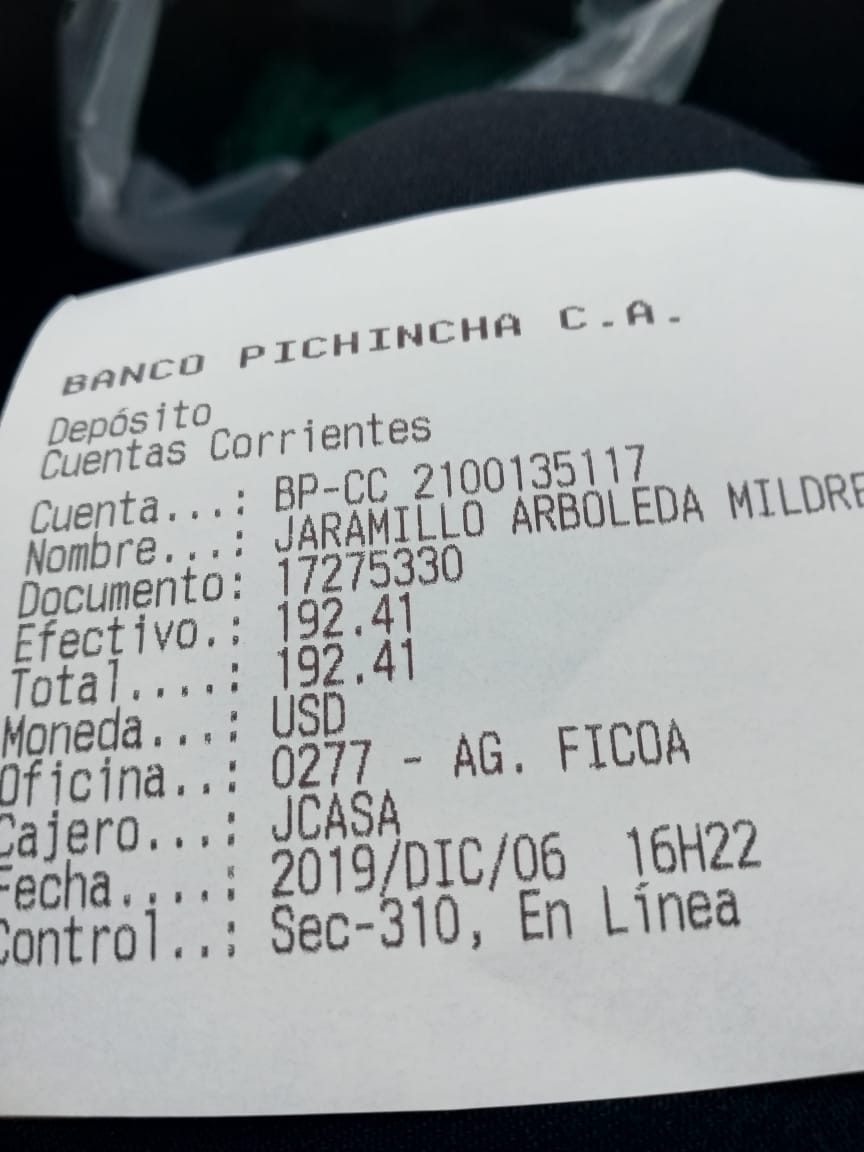 BANCO PICHINCHA C.A.
Depósito
Cuentas Corrientes
Cuenta...: BP-CC 2100135117
Nombre...: JARAMILLO ARBOLEDA MILDRE
Documento: 17275330
Efectivo.: 192.41
Total....: 192.41
Moneda...: USD
Oficina..: 0277 - AG. FICOA
Cajero...: JCASA
Fecha....: 2019/DIC/06 16H22
Control..: Sec-310, En Línea